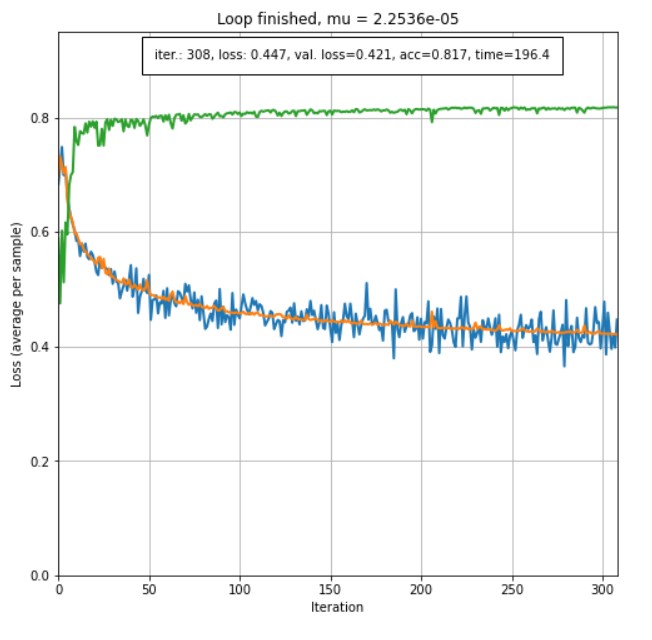 Loop finished, mu = 2.2536e-05
iter.: 308, loss: 0.447, val. loss=0.421, acc=0.817, time=196.4
Loss (average per sample)
0.8
0.6
0.4
0.2
0.0
0 50 100 150 200 250 300
Iteration